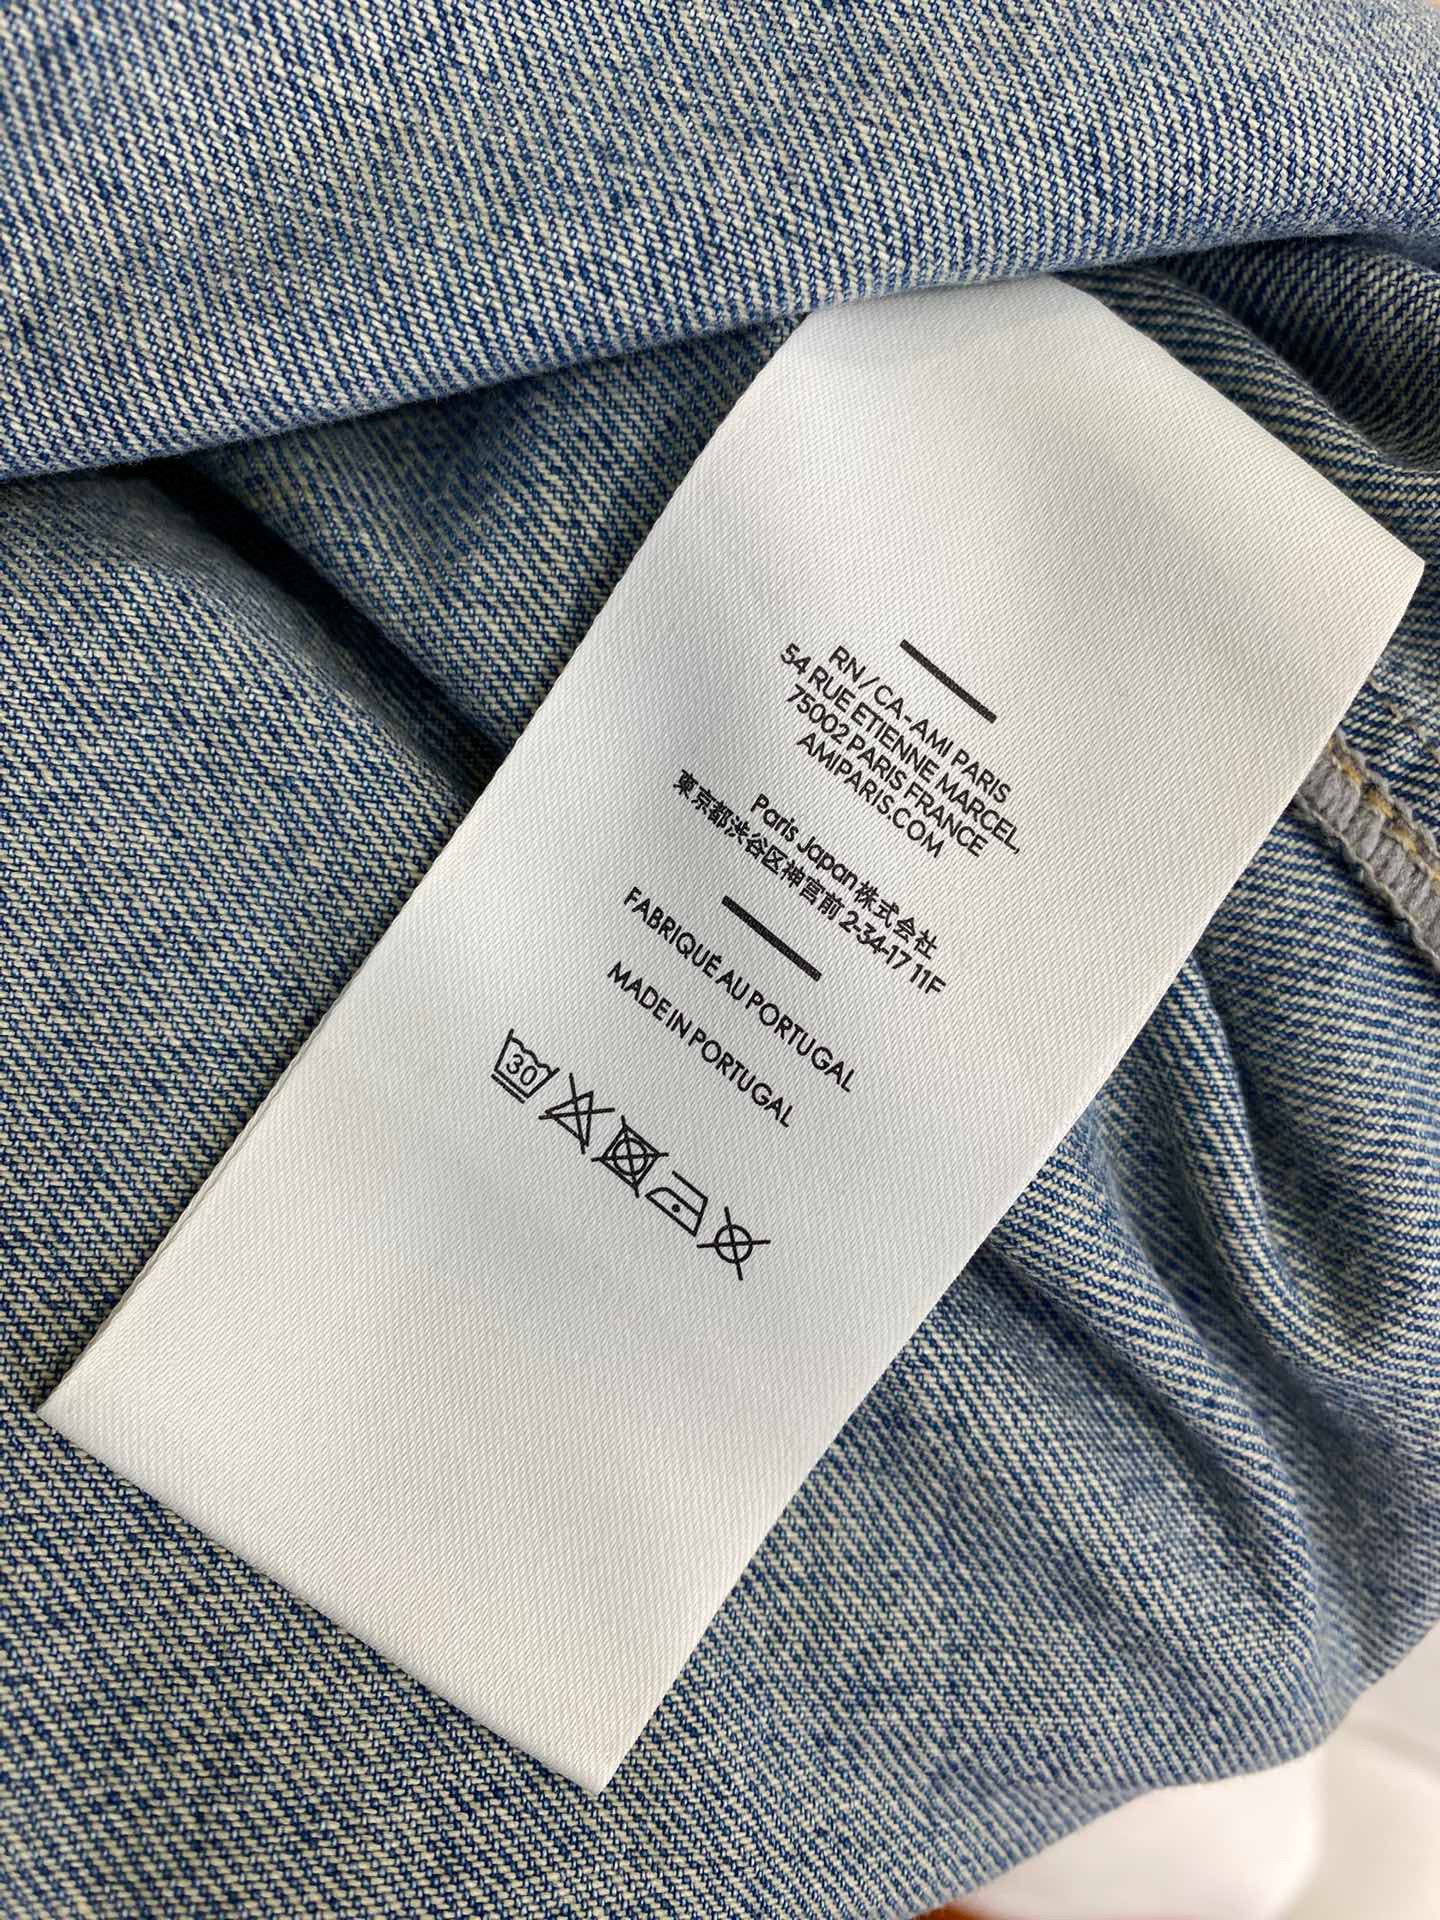 RN/CA-AMI PARIS
54 RUE ETIENNE MARCEL,
75002 PARIS FRANCE
AMIPARIS.COM
Paris Japan株式会社
東京都渋谷区神宮前 2-34-17 11F
FABRIQUÉ AU PORTUGAL
MADE IN PORTUGAL
30